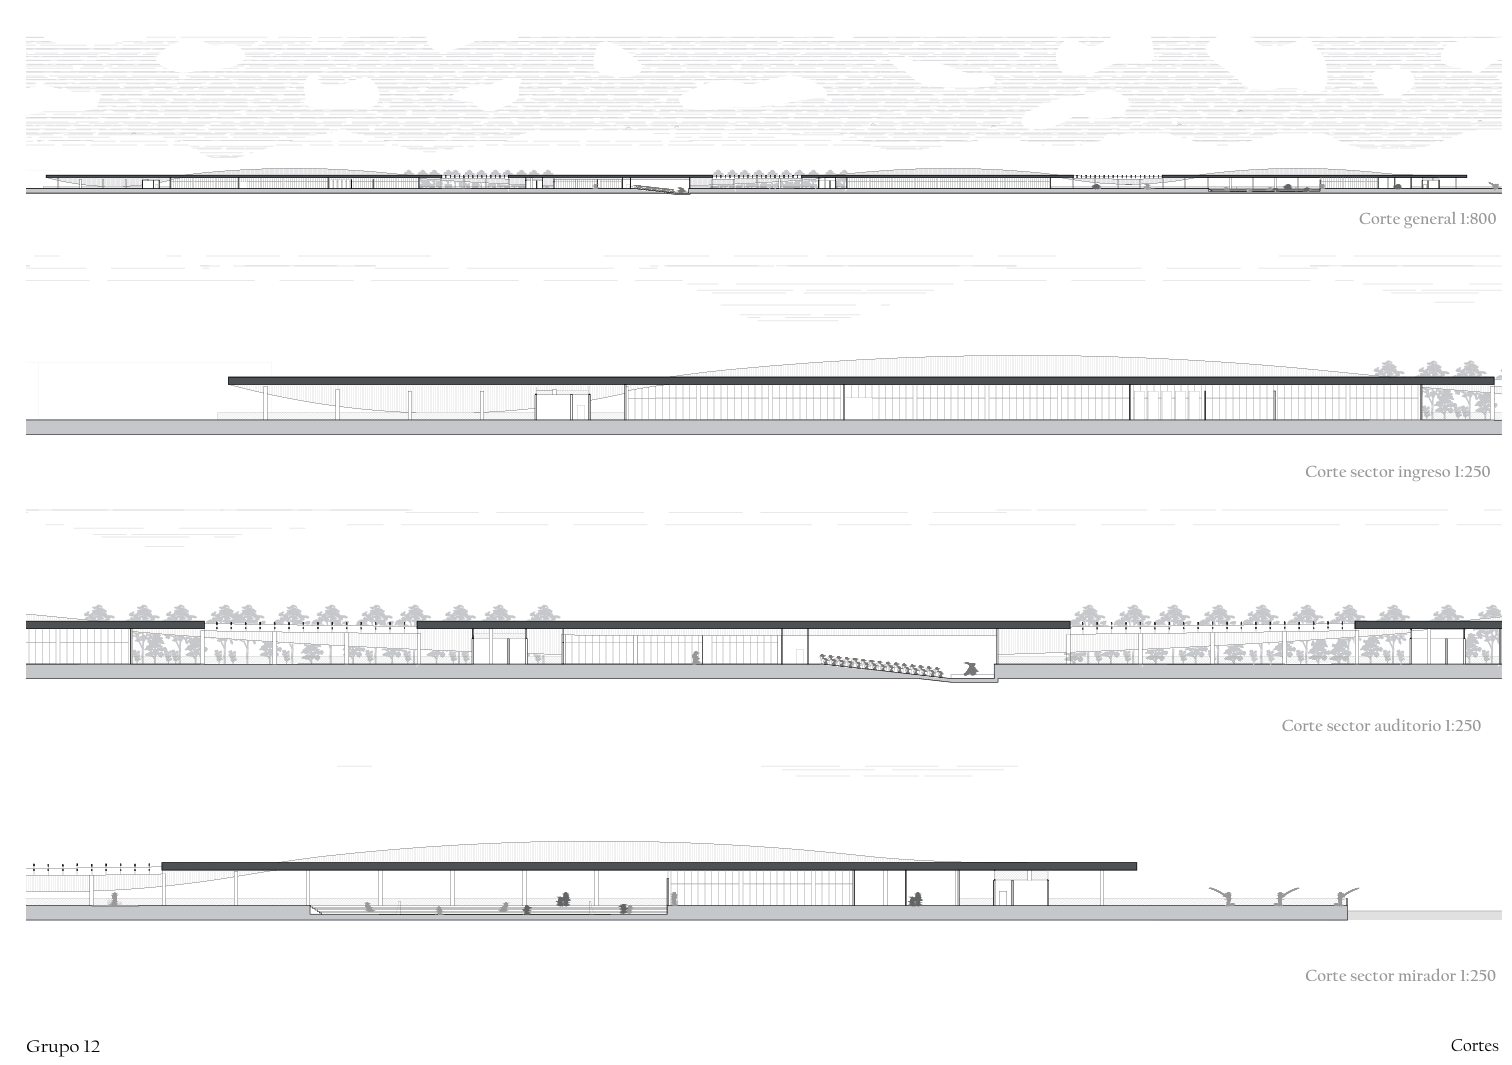 Corte general 1:800
Corte sector ingreso 1:250
Corte sector auditorio 1:250
Corte sector mirador 1:250
Grupo 12
Cortes